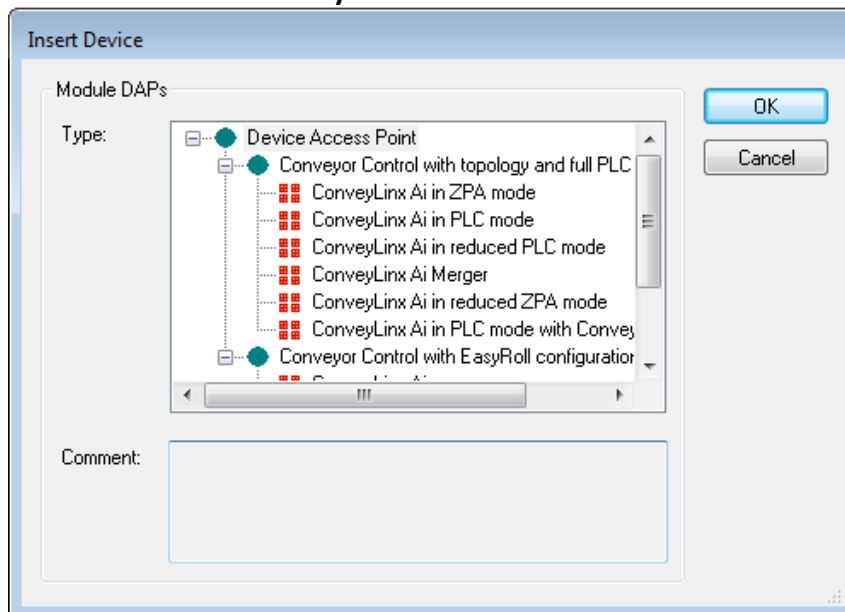 Insert Device
Module DAPs
Type:
Device Access Point
Conveyor Control with topology and full PLC
ConveyLinx Ai in ZPA mode
ConveyLinx Ai in PLC mode
ConveyLinx Ai in reduced PLC mode
ConveyLinx Ai Merger
ConveyLinx Ai in reduced ZPA mode
ConveyLinx Ai in PLC mode with Convey
Conveyor Control with EasyRoll configuration
OK
Cancel
Comment: